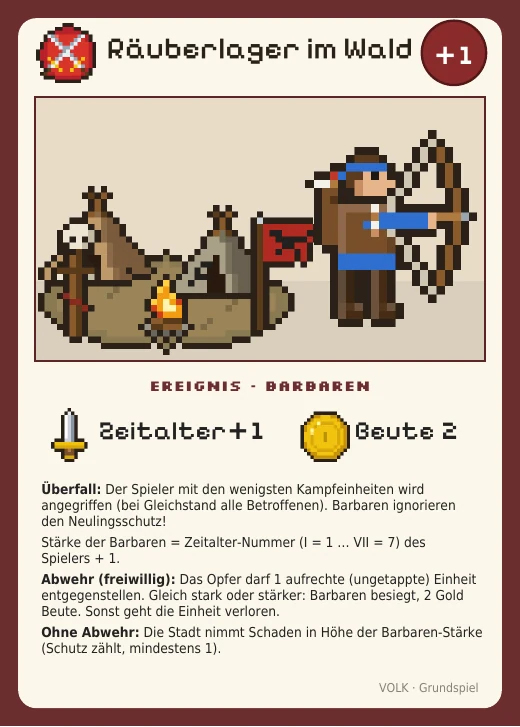 Räuberlager im Wald
+1
EREIGNIS · BARBAREN
Zeitalter+1
Beute 2
Überfall: Der Spieler mit den wenigsten Kampfeinheiten wird
angegriffen (bei Gleichstand alle Betroffenen). Barbaren ignorieren
den Neulingsschutz!
Stärke der Barbaren = Zeitalter-Nummer (I = 1 … VII = 7) des
Spielers + 1.
Abwehr (freiwillig): Das Opfer darf 1 aufrechte (ungetappte) Einheit
entgegenstellen. Gleich stark oder stärker: Barbaren besiegt, 2 Gold
Beute. Sonst geht die Einheit verloren.
Ohne Abwehr: Die Stadt nimmt Schaden in Höhe der Barbaren-Stärke
(Schutz zählt, mindestens 1).
VOLK · Grundspiel